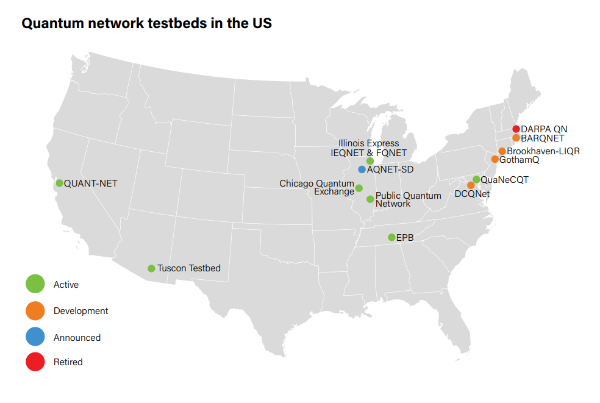 Quantum network testbeds in the US
DARPA QN
BARQNET
Illinois Express
IEQNET & FQNET
Brookhaven-LIQR
GothamQ
AQNET-SD
QuaNeCQT
QUANT-NET
Chicago Quantum
Exchange
DCQNet
Public Quantum
Network
EPB
Tuscon Testbed
Active
Development
Announced
Retired